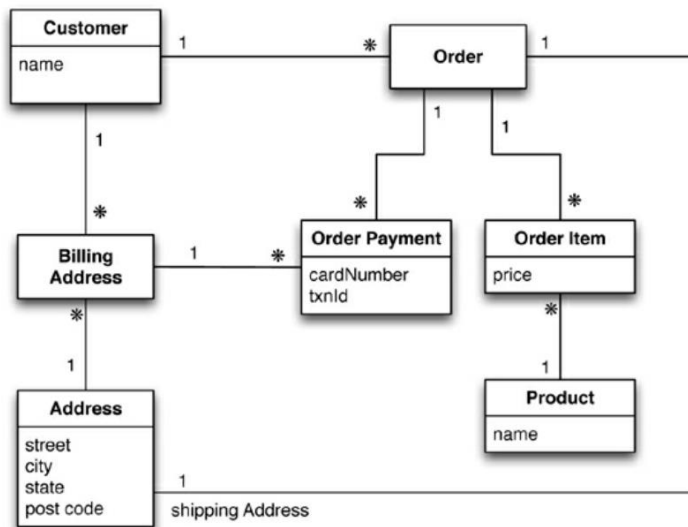 Customer
name
1
*
Order
1
1
*
1
*
1
*
Billing
Address
1
*
Order Payment
cardNumber
txnId
Order Item
price
*
1
*
1
Address
street
city
state
post code
Product
name
1
shipping Address